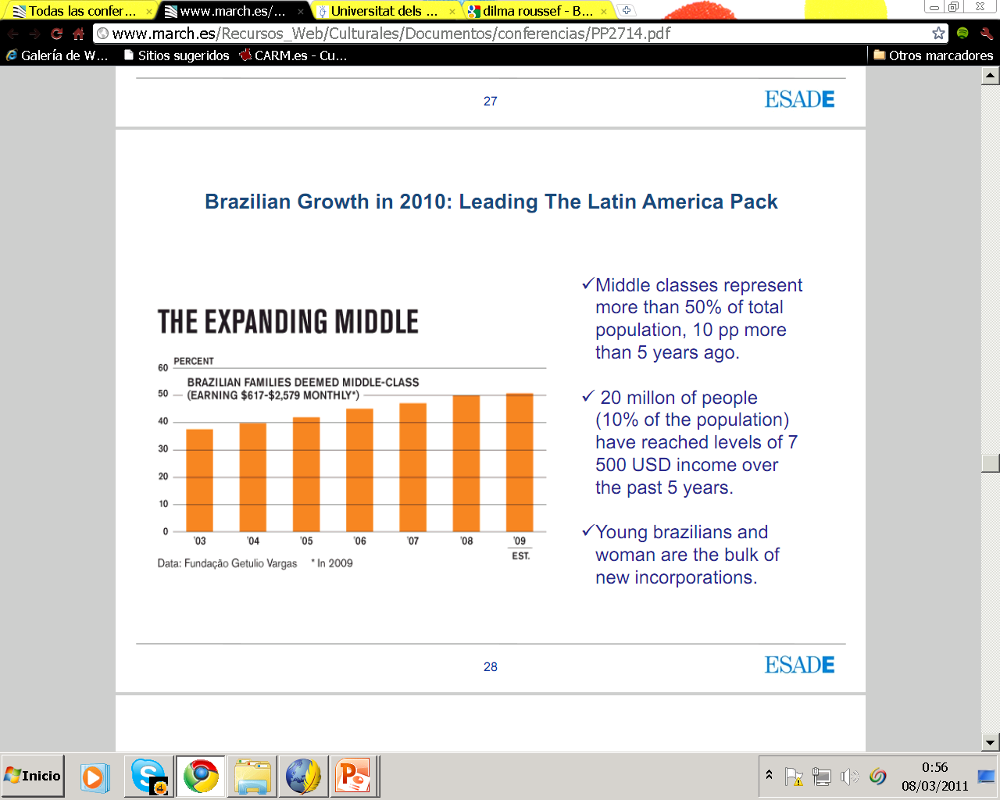 Todas las confer...
www.march.es/...
Universitat dels ...
dilma roussef - B...
www.march.es/Recursos_Web/Culturales/Documentos/conferencias/PP2714.pdf
Galería de W...
Sitios sugeridos
CARM.es - Cu...
Otros marcadores
27
ESADE
Brazilian Growth in 2010: Leading The Latin America Pack
THE EXPANDING MIDDLE
PERCENT
60
BRAZILIAN FAMILIES DEEMED MIDDLE-CLASS
(EARNING $617-$2,579 MONTHLY*)
50
40
30
20
10
0
'03 '04 '05 '06 '07 '08 '09
EST.
Data: Fundação Getulio Vargas * In 2009
✓Middle classes represent
more than 50% of total
population, 10 pp more
than 5 years ago.
✓ 20 millon of people
(10% of the population)
have reached levels of 7
500 USD income over
the past 5 years.
✓Young brazilians and
woman are the bulk of
new incorporations.
28
ESADE
Inicio
4
0:56
08/03/2011